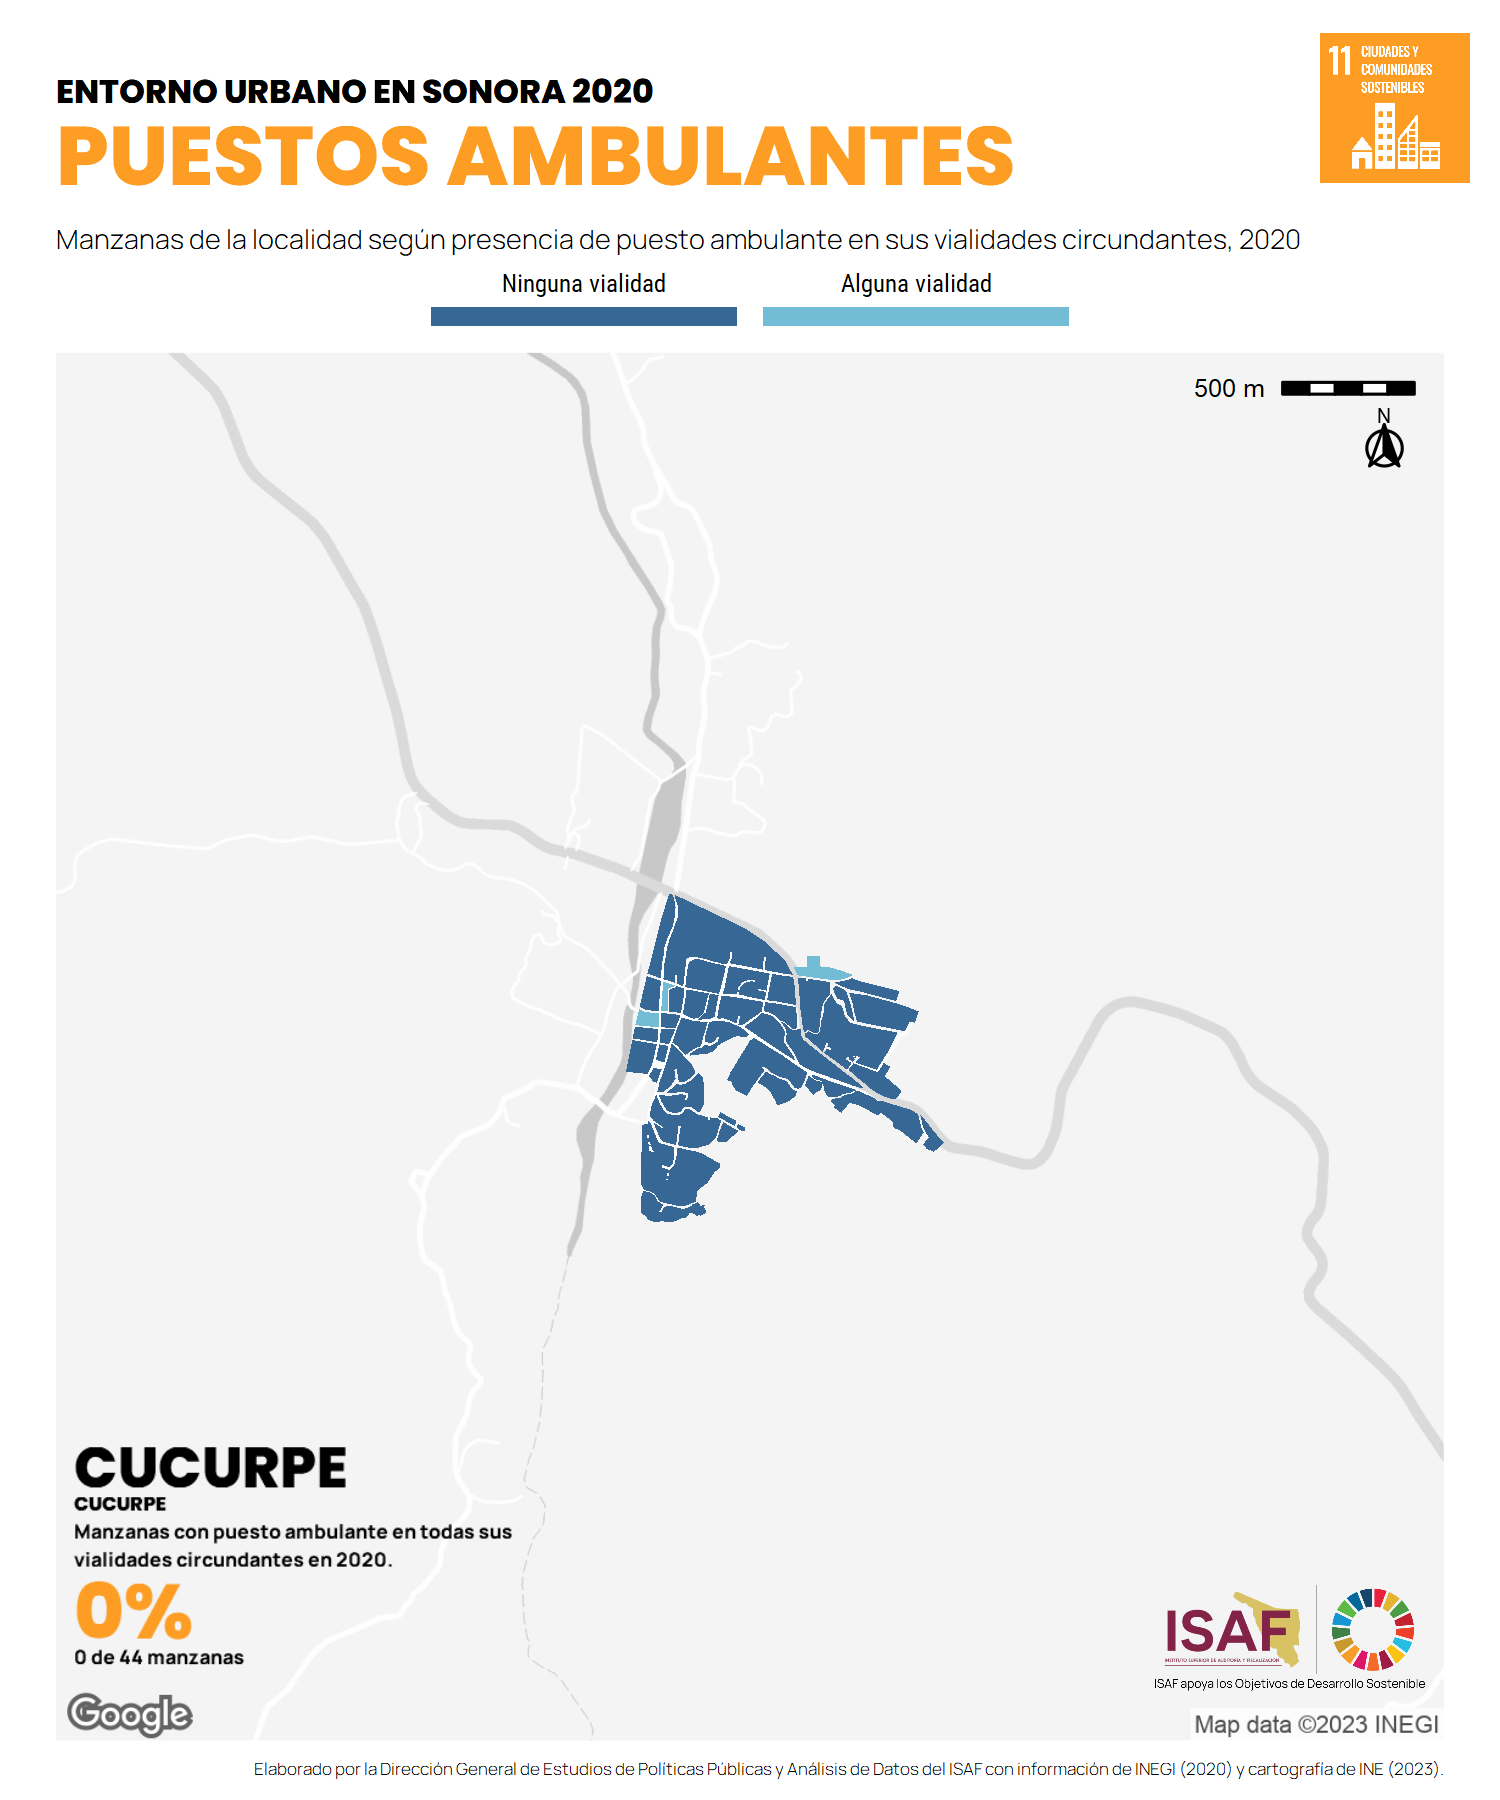 ENTORNO URBANO EN SONORA 2020
PUESTOS AMBULANTES
11 CIUDADES Y
COMUNIDADES
SOSTENIBLES
Manzanas de la localidad según presencia de puesto ambulante en sus vialidades circundantes, 2020
Ninguna vialidad
Alguna vialidad
500 m
N
CUCURPE
CUCURPE
Manzanas con puesto ambulante en todas sus
vialidades circundantes en 2020.
0%
0 de 44 manzanas
Google
ISAF
INSTITUTO SUPERIOR DE AUDITORÍA Y FISCALIZACIÓN
ISAF apoya los Objetivos de Desarrollo Sostenible
Map data ©2023 INEGI
Elaborado por la Dirección General de Estudios de Políticas Públicas y Análisis de Datos del ISAF con información de INEGI (2020) y cartografía de INE (2023).